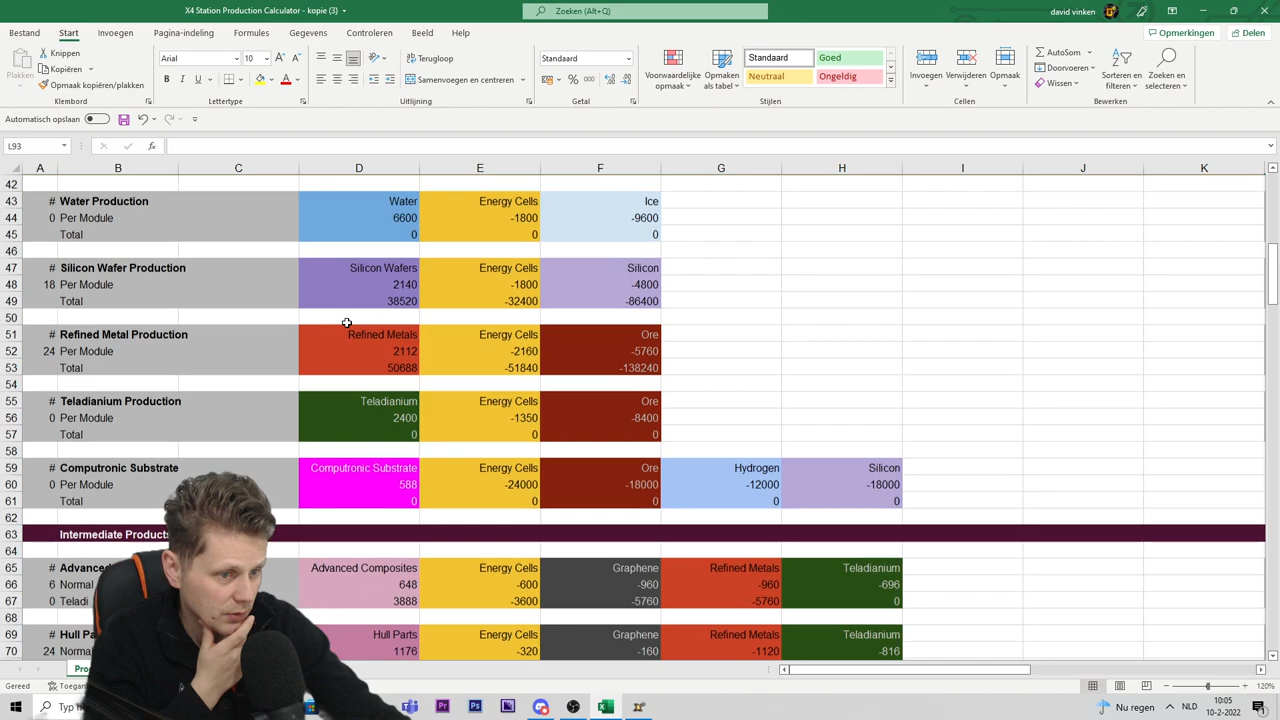 X4 Station Production Calculator - kopie (3)
Zoeken (Alt+Q)
david vinken
Bestand Start Invoegen Pagina-indeling Formules Gegevens Controleren Beeld Help
Opmerkingen Delen
Plakken Knippen Kopiëren Opmaak kopiëren/plakken
Klembord
Arial 10
B I U A
Lettertype
Terugloop
Samenvoegen en centreren
Uitlijning
Standaard
% 000
Getal
Voorwaardelijke opmaak Opmaken als tabel
Standaard Goed
Neutraal Ongeldig
Stijlen
Invoegen Verwijderen Opmaak
Cellen
AutoSom Doorvoeren Wissen
Sorteren en filteren Zoeken en selecteren
Bewerken
Automatisch opslaan
L93 fx
A B C D E F G H I J K
42
43 # Water Production Water Energy Cells Ice
44 0 Per Module 6600 -1800 -9600
45 Total 0 0 0
46
47 # Silicon Wafer Production Silicon Wafers Energy Cells Silicon
48 18 Per Module 2140 -1800 -4800
49 Total 38520 -32400 -86400
50
51 # Refined Metal Production Refined Metals Energy Cells Ore
52 24 Per Module 2112 -2160 -5760
53 Total 50688 -51840 -138240
54
55 # Teladianium Production Teladianium Energy Cells Ore
56 0 Per Module 2400 -1350 -8400
57 Total 0 0 0
58
59 # Computronic Substrate Computronic Substrate Energy Cells Ore Hydrogen Silicon
60 0 Per Module 588 -24000 -18000 -12000 -18000
61 Total 0 0 0 0 0
62
63 Intermediate Products
64
65 # Advanced Advanced Composites Energy Cells Graphene Refined Metals Teladianium
66 6 Normal 648 -600 -960 -960 -696
67 0 Teladi 3888 -3600 -5760 -5760 0
68
69 # Hull Pa Hull Parts Energy Cells Graphene Refined Metals Teladianium
70 24 Normal 1176 -320 -160 -1120 -816
Gereed
120%
Typ hi
Pr Ps
Nu regen NLD 10:05
10-2-2022